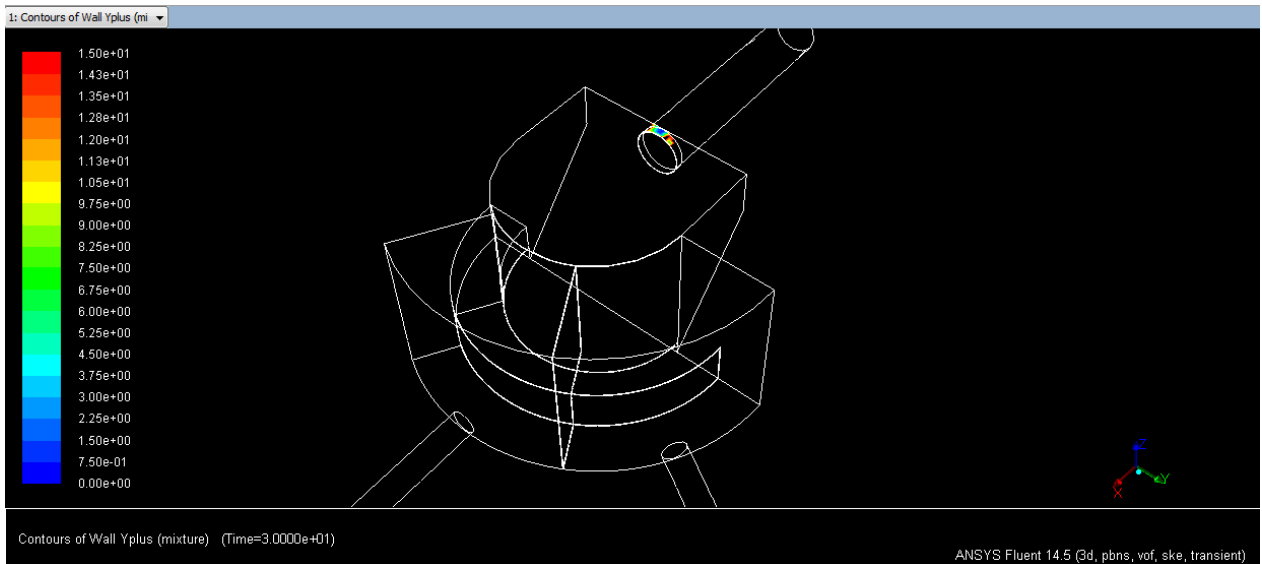 1: Contours of Wall Yplus (mi
1.50e+01
1.43e+01
1.35e+01
1.28e+01
1.20e+01
1.13e+01
1.05e+01
9.75e+00
9.00e+00
8.25e+00
7.50e+00
6.75e+00
6.00e+00
5.25e+00
4.50e+00
3.75e+00
3.00e+00
2.25e+00
1.50e+00
7.50e-01
0.00e+00
Z
X
Y
Contours of Wall Yplus (mixture) (Time=3.0000e+01)
ANSYS Fluent 14.5 (3d, pbns, vof, ske, transient)